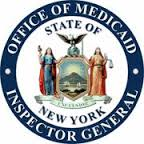 OFFICE OF MEDICAID
INSPECTOR GENERAL
STATE OF
NEW YORK
EXCELSIOR